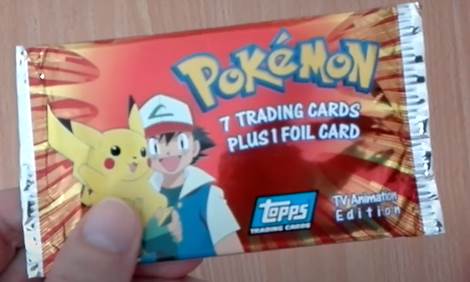 POKéMON
7 TRADING CARDS
PLUS 1 FOIL CARD
Topps
TRADING CARDS
TV Animation
Edition